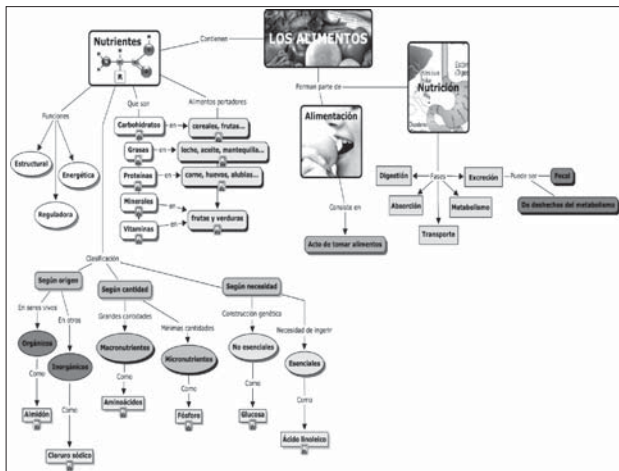 LOS ALIMENTOS
Contienen
Nutrientes
R
Forman parte de
Nutrición
Alimentación
Funciones
Estructural
Energética
Reguladora
Que son
Alimentos portadores
Carbohidratos
en
cereales, frutas...
Grasas
en
leche, aceite, mantequilla...
Proteínas
en
carne, huevos, alubias...
Minerales
en
Vitaminas
en
frutas y verduras
Consiste en
Acto de tomar alimentos
Digestión
Fases
Excreción
Puede ser
Fecal
De deshechos del metabolismo
Absorción
Metabolismo
Transporte
Clasificación
Según origen
Según cantidad
Según necesidad
En seres vivos
En otros
Grandes cantidades
Mínimas cantidades
Construcción genética
Necesidad de ingerir
Orgánicos
Inorgánicos
Macronutrientes
Micronutrientes
No esenciales
Esenciales
Como
Como
Como
Como
Como
Como
Almidón
Cloruro sódico
Aminoácidos
Fósforo
Glucosa
Ácido linoleico